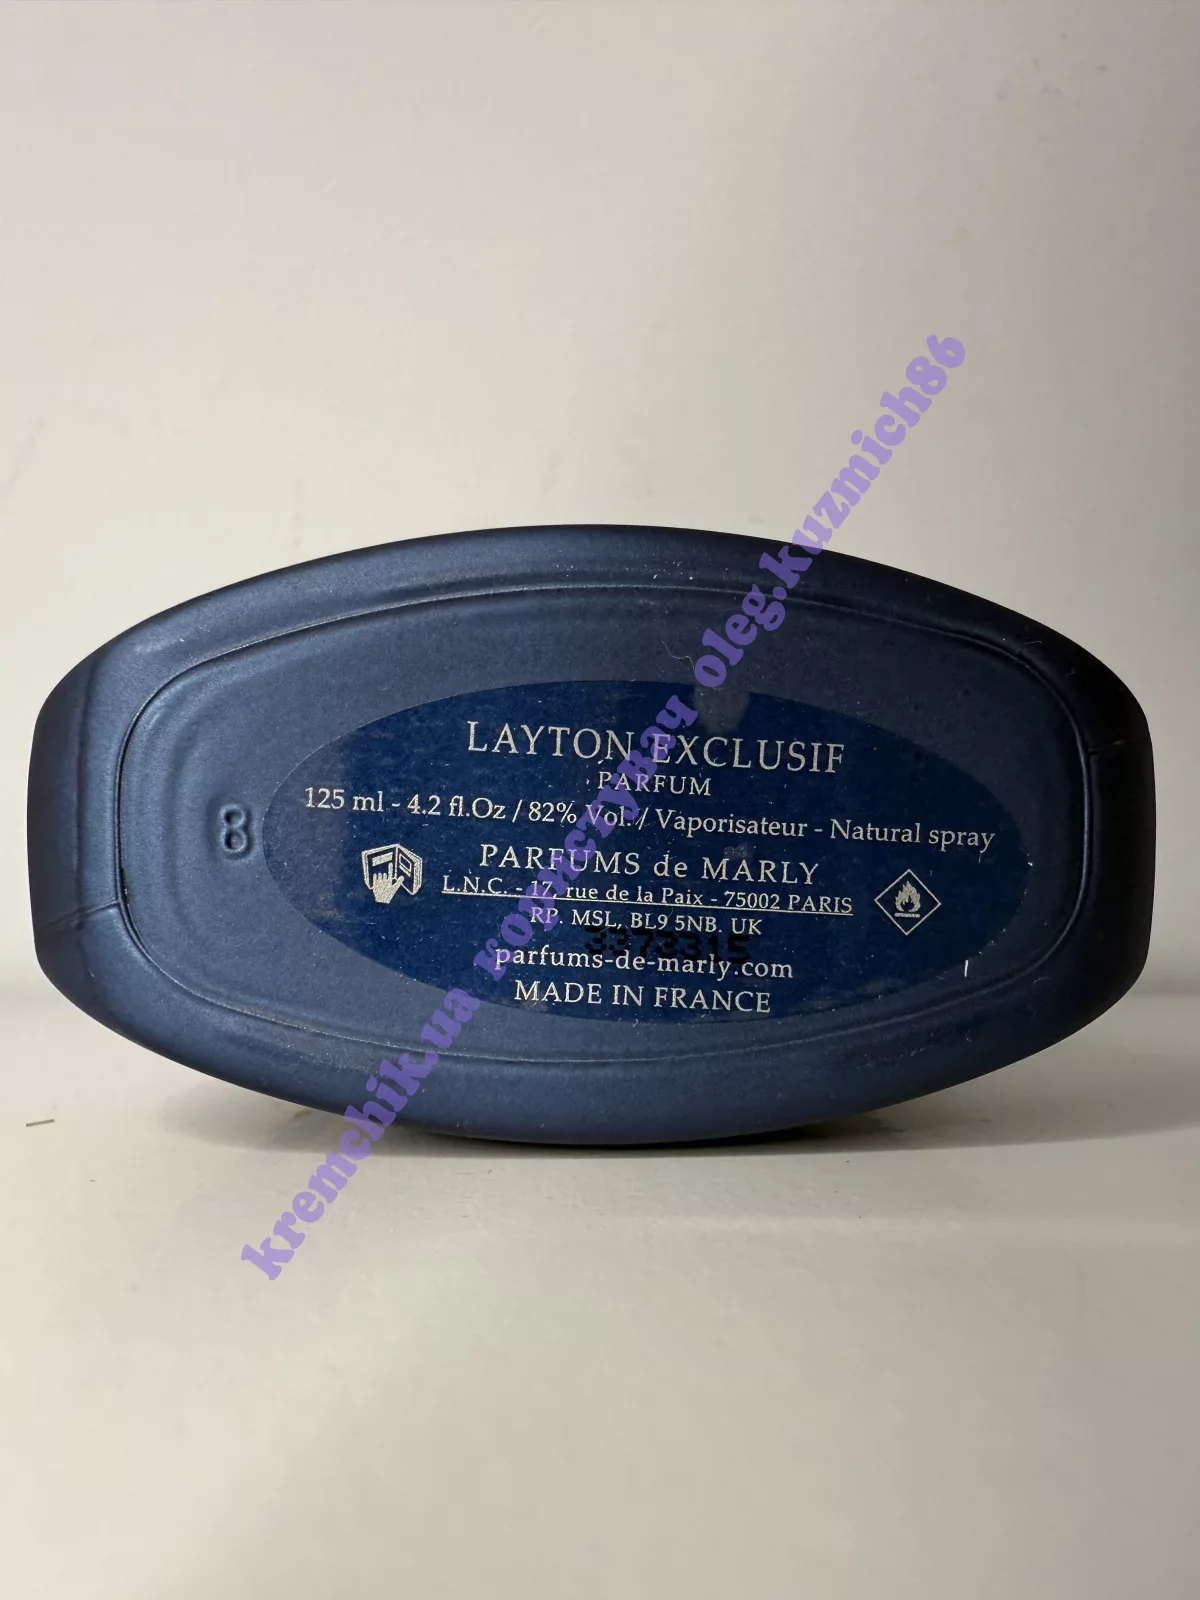 LAYTON EXCLUSIF
PARFUM
125 ml - 4.2 fl.Oz / 82% Vol. / Vaporisateur - Natural spray
PARFUMS de MARLY
L.N.C. - 17, rue de la Paix - 75002 PARIS
RP. MSL, BL9 5NB. UK
3373315
parfums-de-marly.com
MADE IN FRANCE
8
kremchik.ua oleg.kuzmich86